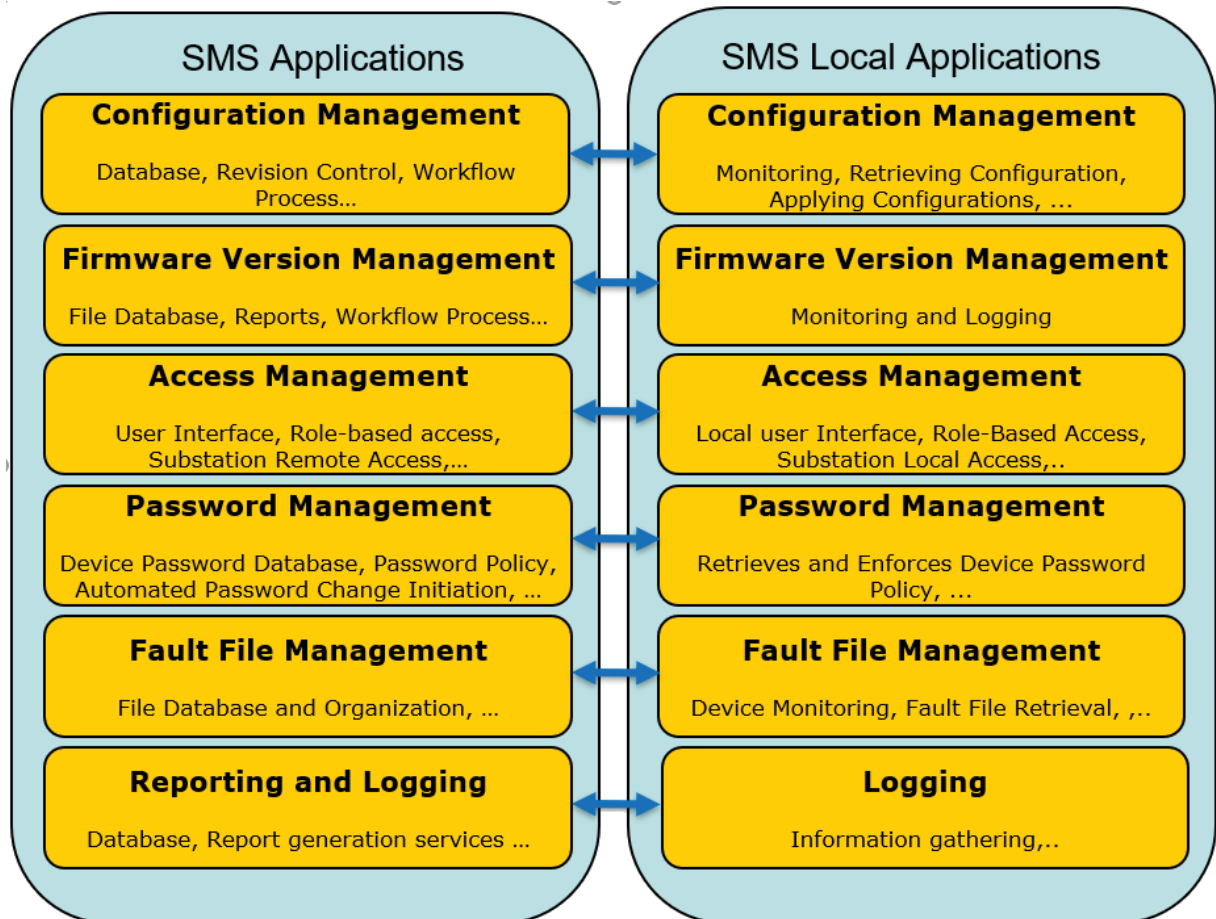 SMS Applications
Configuration Management
Database, Revision Control, Workflow
Process…
Firmware Version Management
File Database, Reports, Workflow Process…
Access Management
User Interface, Role-based access,
Substation Remote Access,…
Password Management
Device Password Database, Password Policy,
Automated Password Change Initiation, …
Fault File Management
File Database and Organization, …
Reporting and Logging
Database, Report generation services …
SMS Local Applications
Configuration Management
Monitoring, Retrieving Configuration,
Applying Configurations, ...
Firmware Version Management
Monitoring and Logging
Access Management
Local user Interface, Role-Based Access,
Substation Local Access,..
Password Management
Retrieves and Enforces Device Password
Policy, ...
Fault File Management
Device Monitoring, Fault File Retrieval, ,..
Logging
Information gathering,..